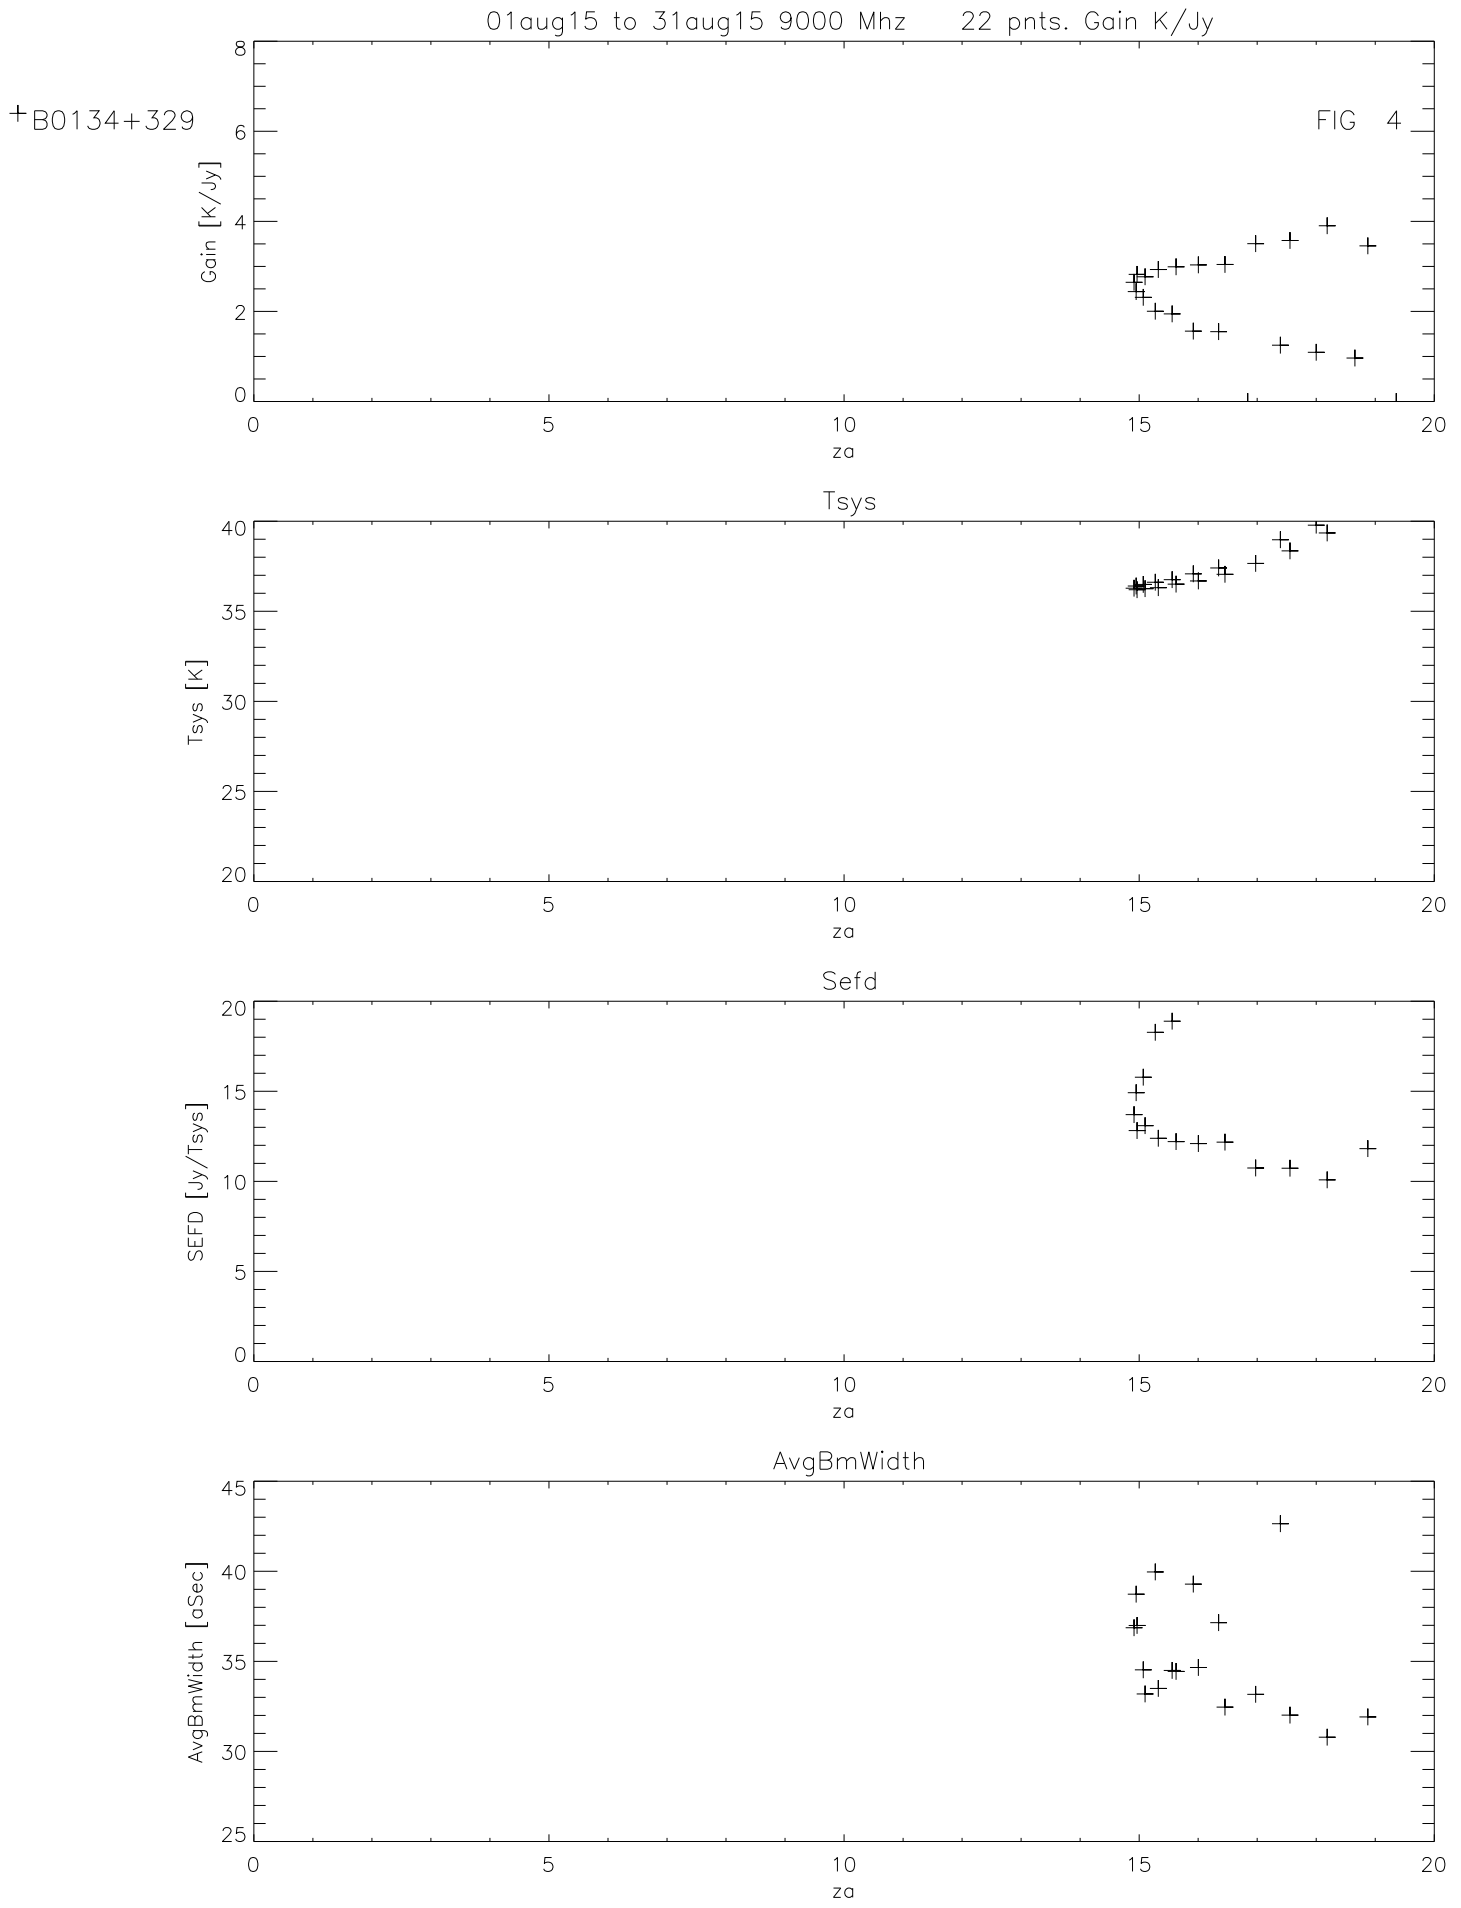 01aug15 to 31aug15 9000 Mhz 22 pnts. Gain K/Jy
+B0134+329
FIG 4
Gain [K/Jy]
8
6
4
2
0
0 5 10 15 20
za
Tsys
Tsys [K]
40
35
30
25
20
0 5 10 15 20
za
Sefd
SEFD [Jy/Tsys]
20
15
10
5
0
0 5 10 15 20
za
AvgBmWidth
AvgBmWidth [aSec]
45
40
35
30
25
0 5 10 15 20
za